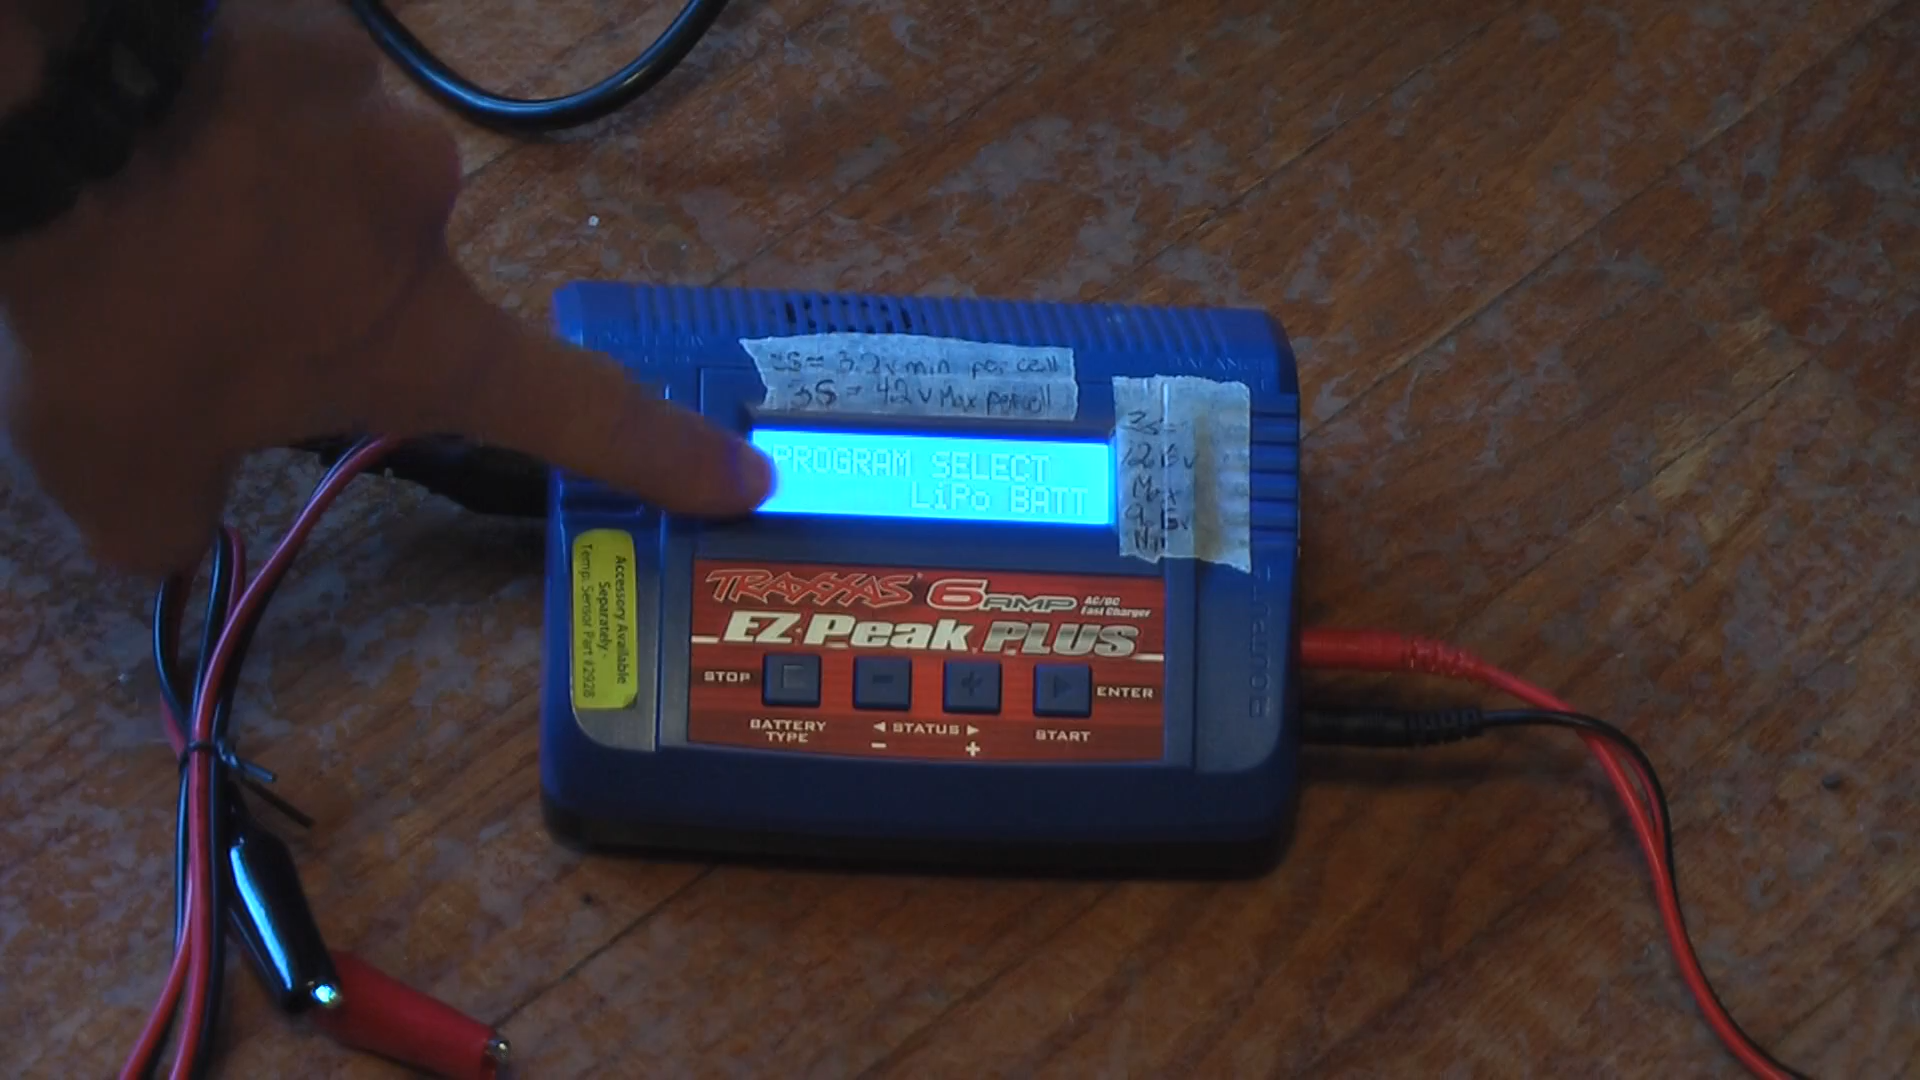 3S = 3.2v min per cell
3S = 4.2v Max per cell
PROGRAM SELECT
LiPo BATT
3s=
12.6v
Max
9.6v
Min
Accessory Available
Separately -
Temp. Sensor Part #2928
TRAXXAS 6AMP AC/DC
Fast Charger
EZ-Peak PLUS
STOP ENTER
BATTERY
TYPE
STATUS
- +
START
OUTPUT